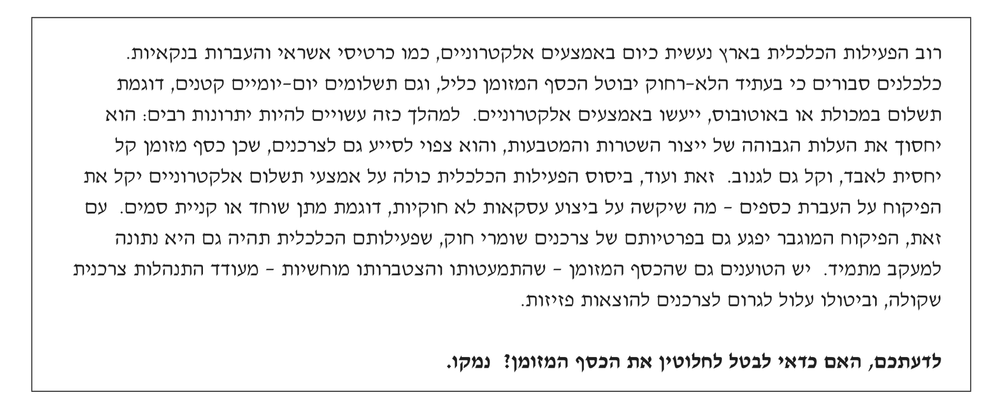 רוב הפעילות הכלכלית בארץ נעשית כיום באמצעים אלקטרוניים, כמו כרטיסי אשראי והעברות בנקאיות.
כלכלנים סבורים כי בעתיד הלא-רחוק יבוטל הכסף המזומן כליל, וגם תשלומים יום-יומיים קטנים, דוגמת
תשלום במכולת או באוטובוס, ייעשו באמצעים אלקטרוניים. למהלך כזה עשויים להיות יתרונות רבים: הוא
יחסוך את העלות הגבוהה של ייצור השטרות והמטבעות, והוא צפוי לסייע גם לצרכנים, שכן כסף מזומן קל
יחסית לאבד, וקל גם לגנוב. זאת ועוד, ביסוס הפעילות הכלכלית כולה על אמצעי תשלום אלקטרוניים יקל את
הפיקוח על העברת כספים - מה שיקשה על ביצוע עסקאות לא חוקיות, דוגמת מתן שוחד או קניית סמים. עם
זאת, הפיקוח המוגבר יפגע גם בפרטיותם של צרכנים שומרי חוק, שפעילותם הכלכלית תהיה גם היא נתונה
למעקב מתמיד. יש הטוענים גם שהכסף המזומן - שהתמעטותו והצטברותו מוחשיות - מעודד התנהלות צרכנית
שקולה, וביטולו עלול לגרום לצרכנים להוצאות פזיזות.
לדעתכם, האם כדאי לבטל לחלוטין את הכסף המזומן? נמקו.